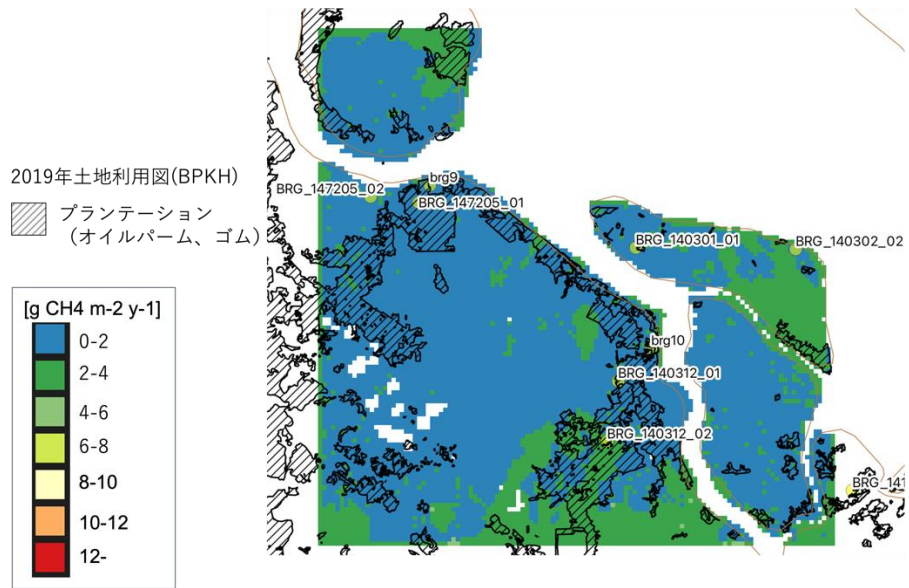 2019年土地利用図(BPKH)
プランテーション
(オイルパーム、ゴム)
[g CH4 m-2 y-1]
0-2
2-4
4-6
6-8
8-10
10-12
12-
brg9
BRG_147205_02
BRG_147205_01
BRG_140301_01
BRG_140302_02
brg10
BRG_140312_01
BRG_140312_02
BRG_141